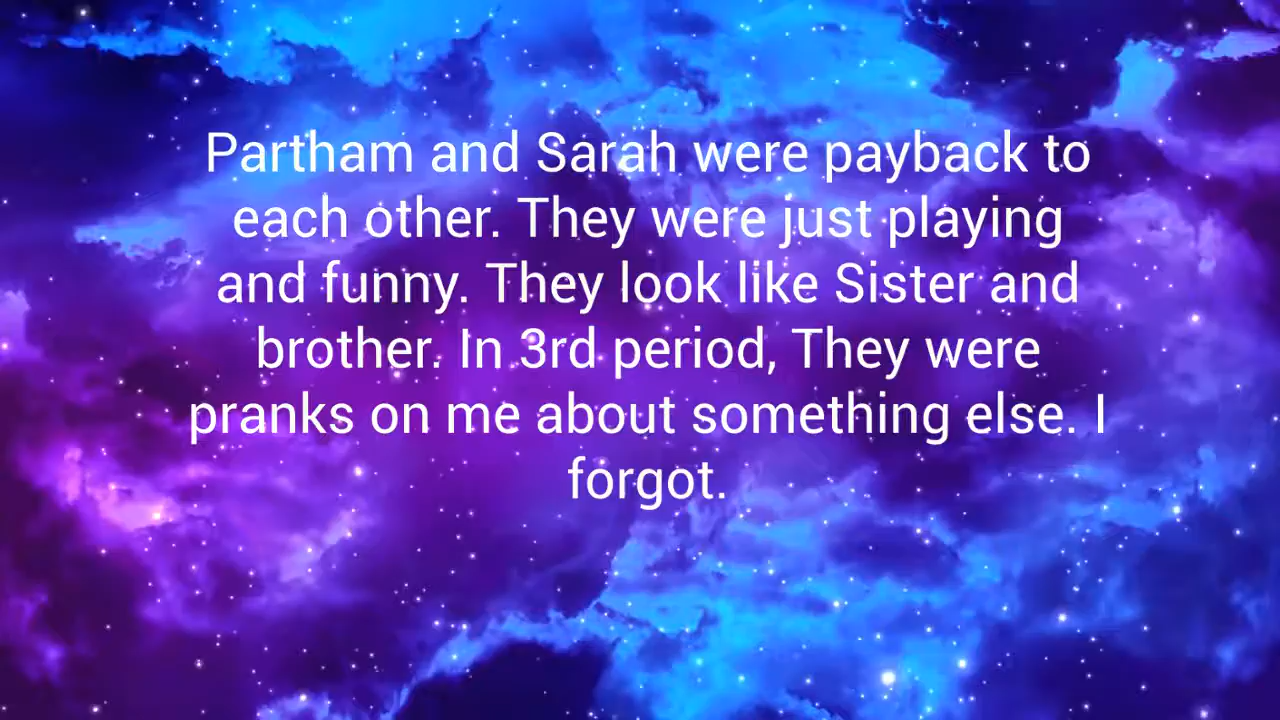 Partham and Sarah were payback to
each other. They were just playing
and funny. They look like Sister and
brother. In 3rd period, They were
pranks on me about something else. I
forgot.